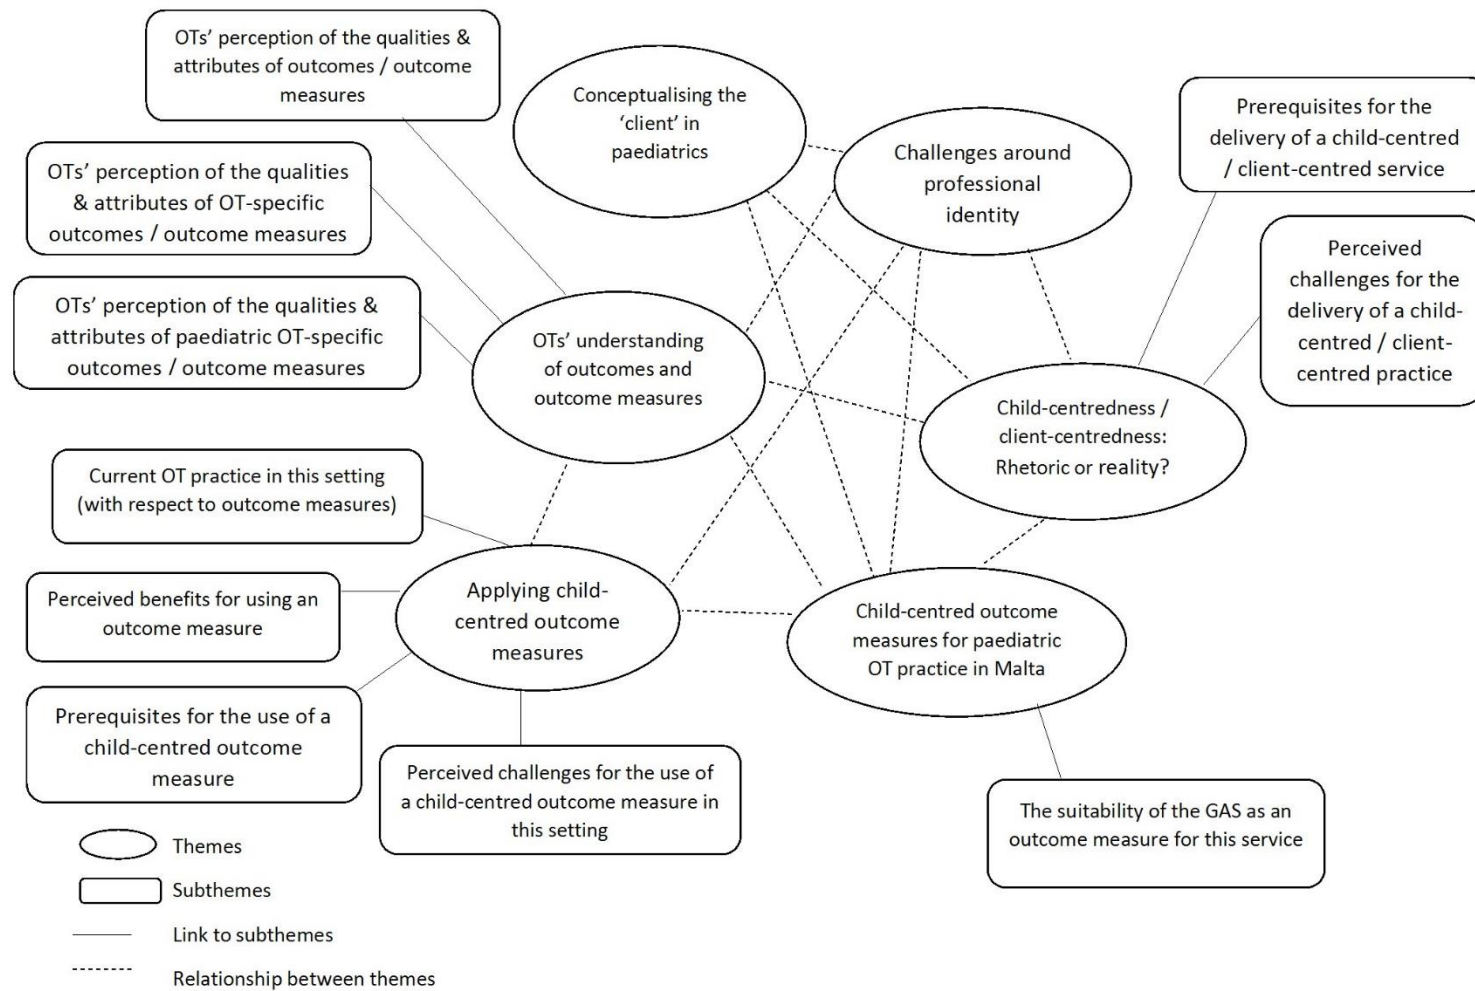 OTs' perception of the qualities &
attributes of outcomes / outcome
measures
OTs' perception of the qualities
& attributes of OT-specific
outcomes / outcome measures
OTs' perception of the qualities &
attributes of paediatric OT-specific
outcomes / outcome measures
Conceptualising the
‘client’ in
paediatrics
Challenges around
professional
identity
Prerequisites for the
delivery of a child-centred
/ client-centred service
Perceived
challenges for the
delivery of a child-
centred / client-
centred practice
OTs' understanding
of outcomes and
outcome measures
Child-centredness /
client-centredness:
Rhetoric or reality?
Current OT practice in this setting
(with respect to outcome measures)
Perceived benefits for using an
outcome measure
Prerequisites for the use of a
child-centred outcome
measure
Applying child-
centred outcome
measures
Perceived challenges for the use of
a child-centred outcome measure in
this setting
Child-centred outcome
measures for paediatric
OT practice in Malta
The suitability of the GAS as an
outcome measure for this service
Themes
Subthemes
Link to subthemes
Relationship between themes